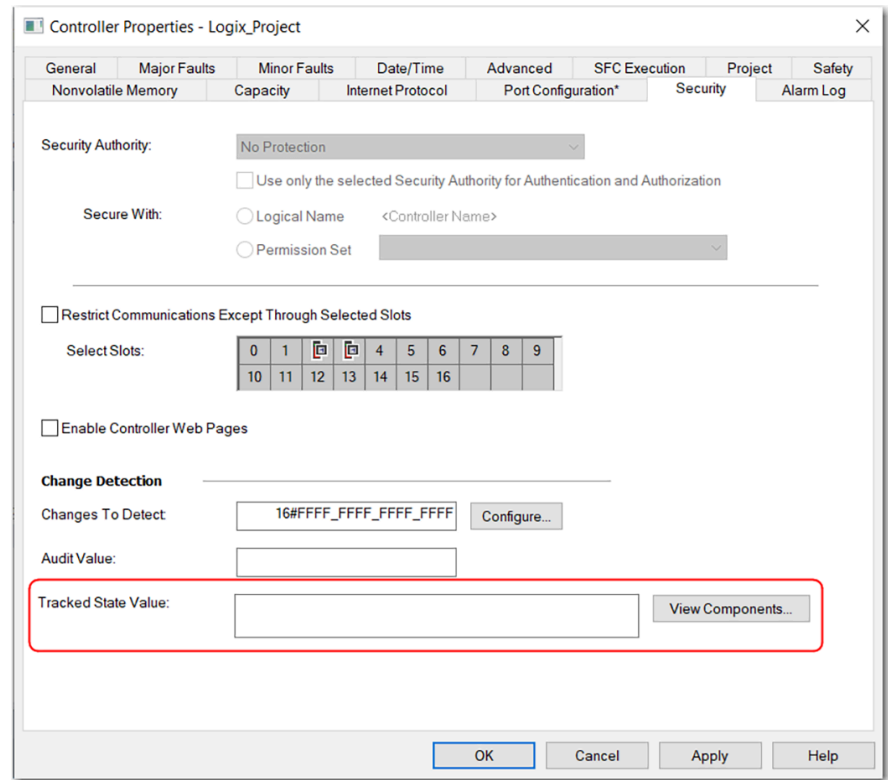 Controller Properties - Logix_Project
General Major Faults Minor Faults Date/Time Advanced SFC Execution Project Safety
Nonvolatile Memory Capacity Internet Protocol Port Configuration* Security Alarm Log
Security Authority: No Protection
Use only the selected Security Authority for Authentication and Authorization
Secure With: Logical Name <Controller Name>
Permission Set
Restrict Communications Except Through Selected Slots
Select Slots: 0 1 4 5 6 7 8 9
10 11 12 13 14 15 16
Enable Controller Web Pages
Change Detection
Changes To Detect: 16#FFFF_FFFF_FFFF_FFFF Configure...
Audit Value:
Tracked State Value: View Components...
OK Cancel Apply Help